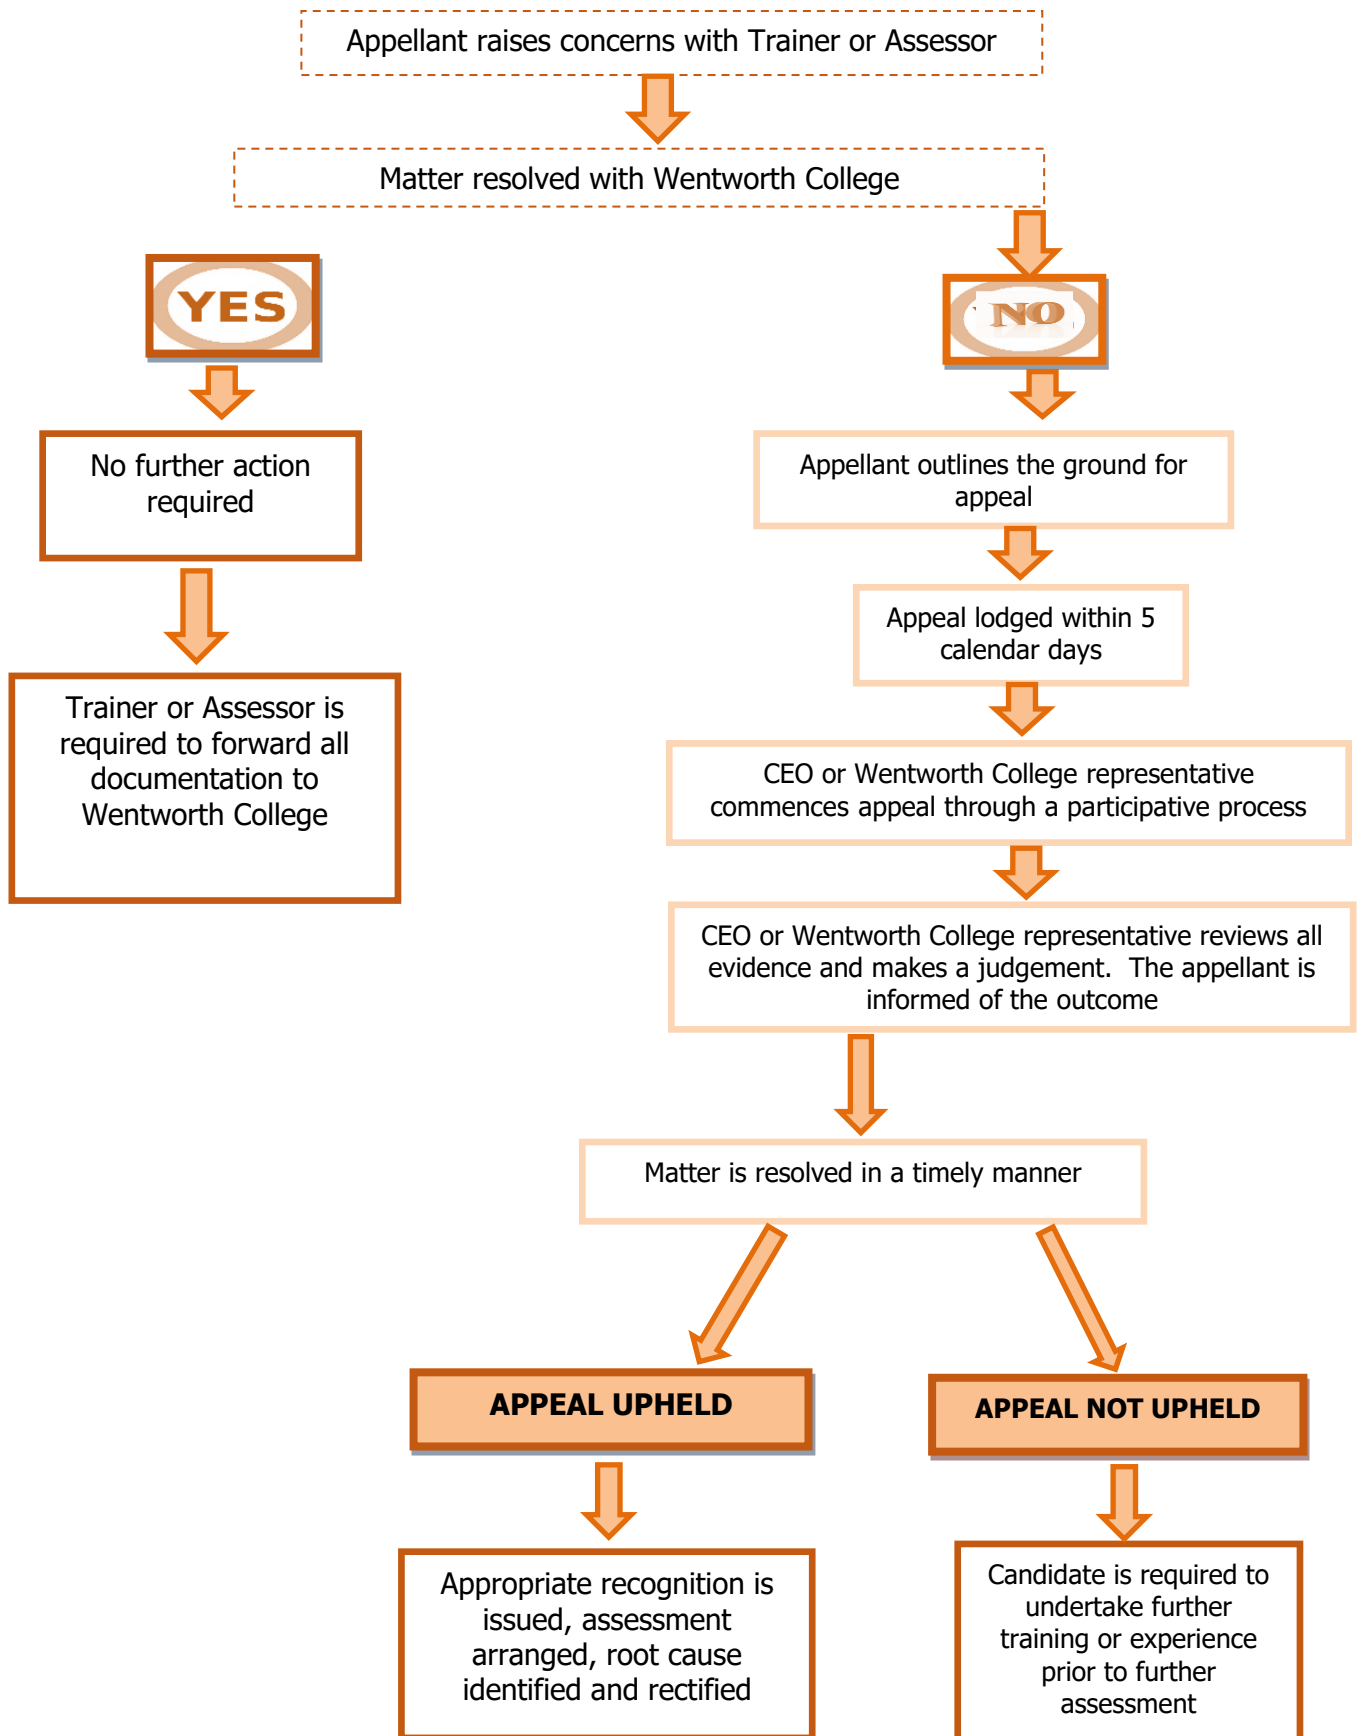 Appellant raises concerns with Trainer or Assessor
Matter resolved with Wentworth College
YES
NO
No further action
required
Trainer or Assessor is
required to forward all
documentation to
Wentworth College
Appellant outlines the ground for
appeal
Appeal lodged within 5
calendar days
CEO or Wentworth College representative
commences appeal through a participative process
CEO or Wentworth College representative reviews all
evidence and makes a judgement.  The appellant is
informed of the outcome
Matter is resolved in a timely manner
APPEAL UPHELD
APPEAL NOT UPHELD
Appropriate recognition is
issued, assessment
arranged, root cause
identified and rectified
Candidate is required to
undertake further
training or experience
prior to further
assessment